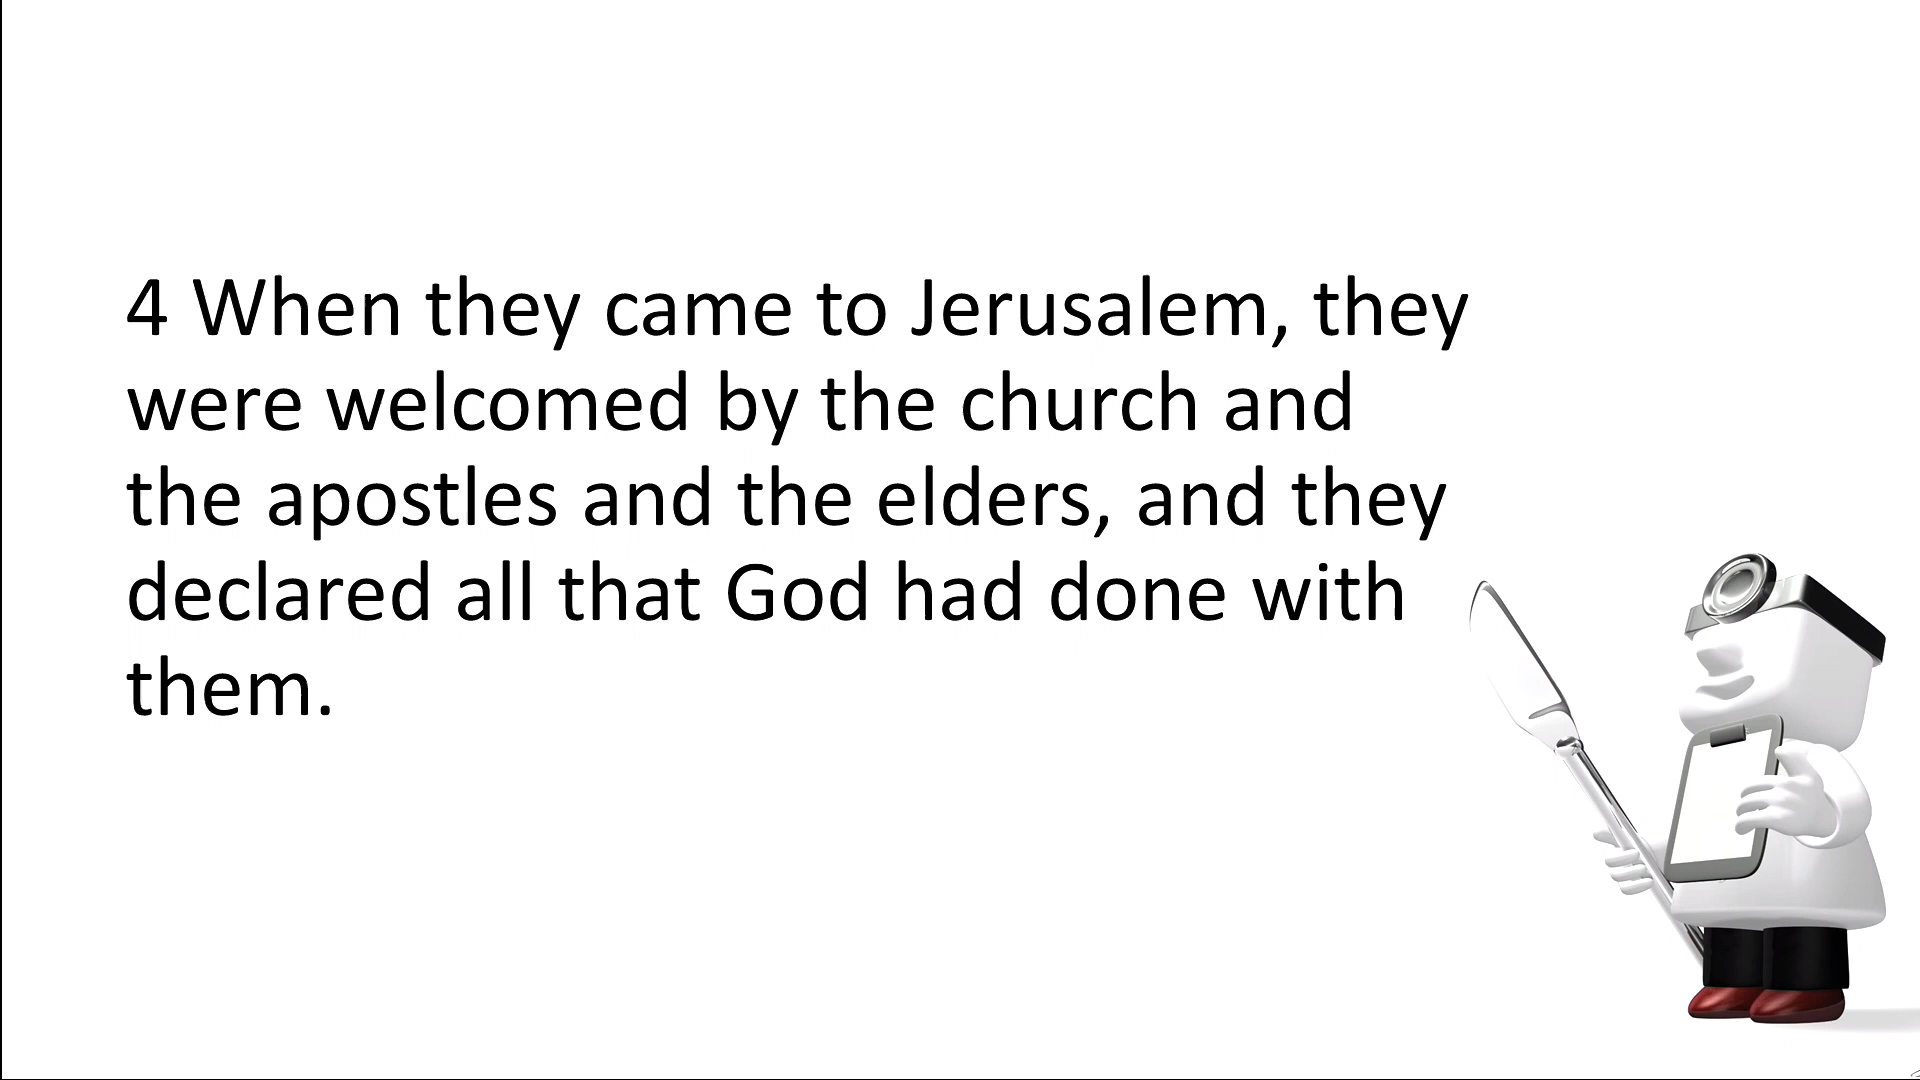 4 When they came to Jerusalem, they
were welcomed by the church and
the apostles and the elders, and they
declared all that God had done with
them.